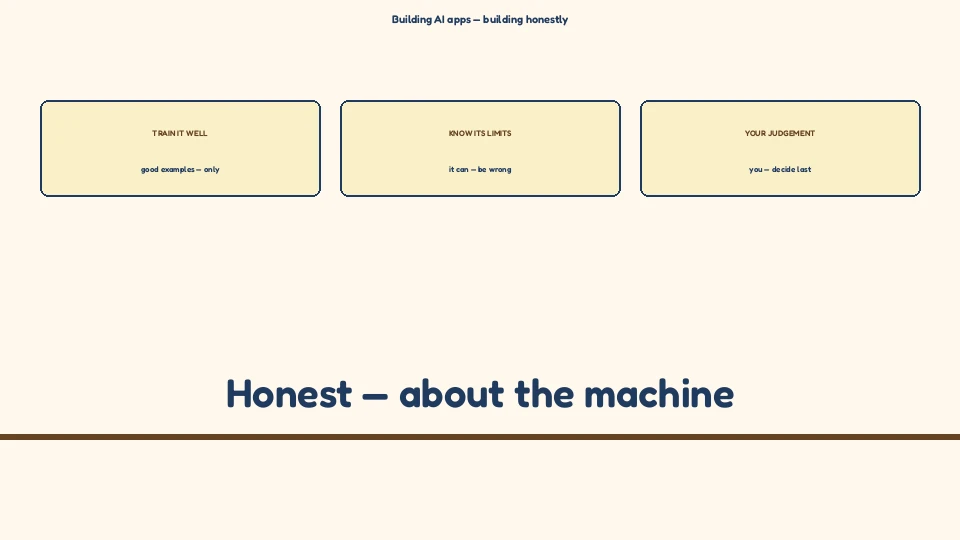 Building AI apps — building honestly
TRAIN IT WELL
good examples — only
KNOW ITS LIMITS
it can — be wrong
YOUR JUDGEMENT
you — decide last
Honest — about the machine